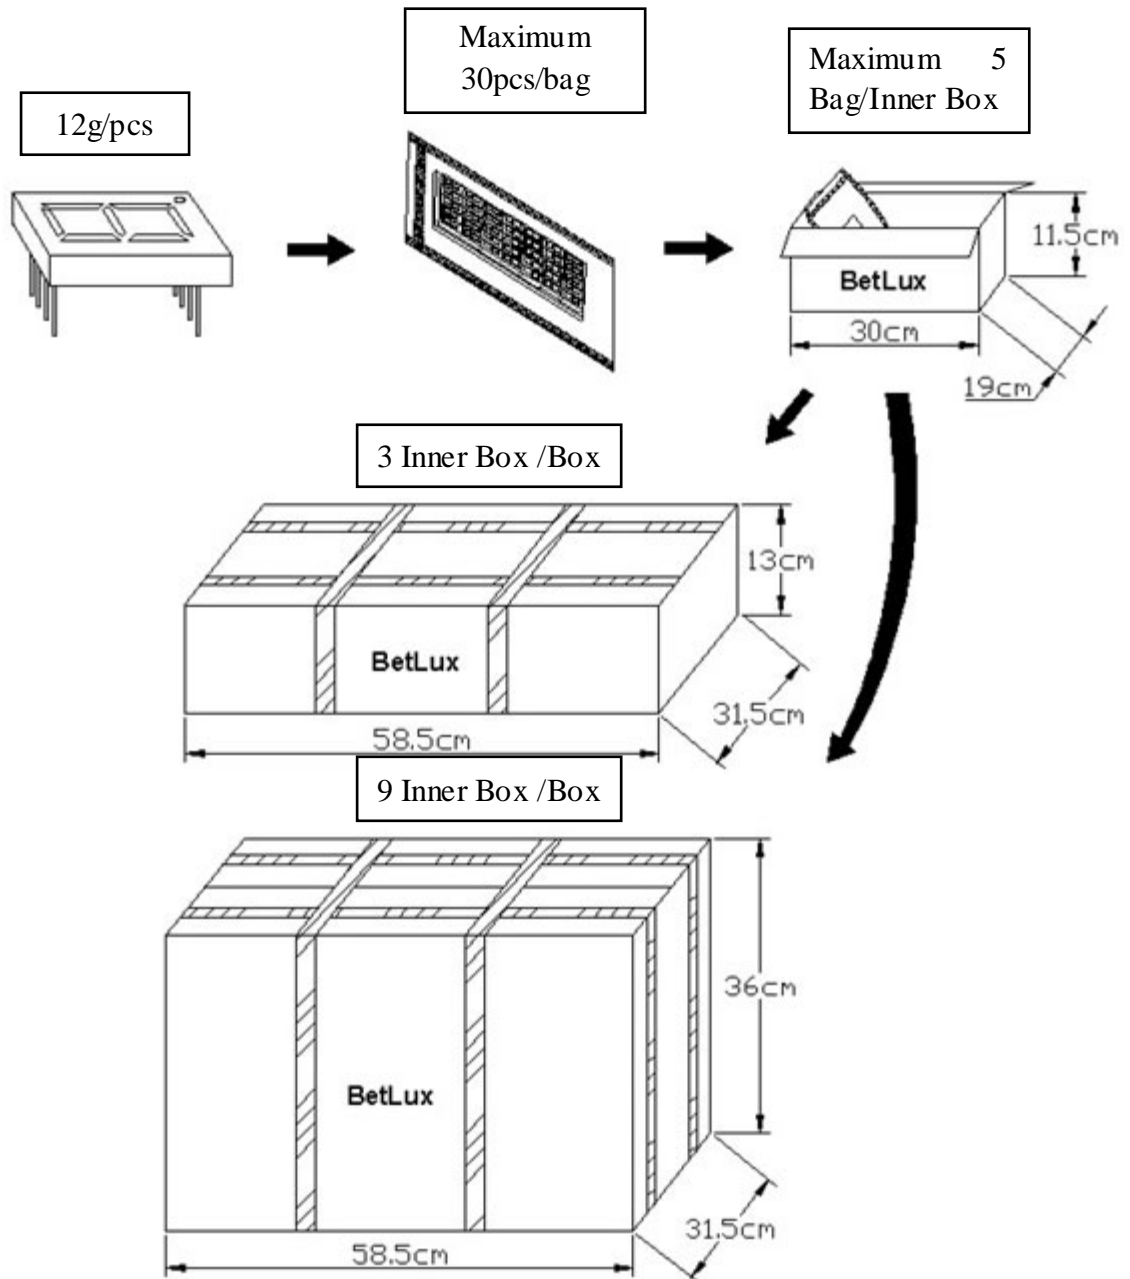 Maximum
30pcs/bag
Maximum 5
Bag/Inner Box
12g/pcs
11.5cm
BetLux
30cm
19cm
3 Inner Box /Box
13cm
BetLux
31.5cm
58.5cm
9 Inner Box /Box
36cm
BetLux
31.5cm
58.5cm